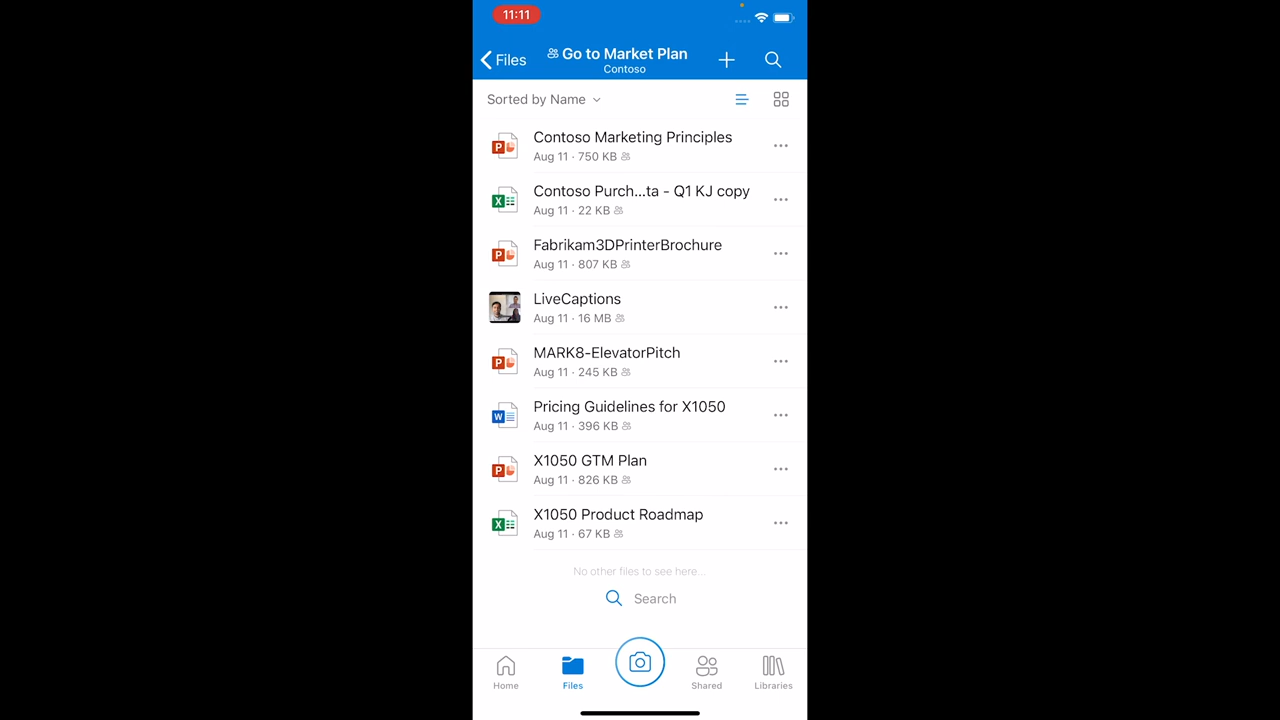 11:11
Files
Go to Market Plan
Contoso
Sorted by Name
Contoso Marketing Principles
Aug 11 · 750 KB
Contoso Purch...ta - Q1 KJ copy
Aug 11 · 22 KB
Fabrikam3DPrinterBrochure
Aug 11 · 807 KB
LiveCaptions
Aug 11 · 16 MB
MARK8-ElevatorPitch
Aug 11 · 245 KB
Pricing Guidelines for X1050
Aug 11 · 396 KB
X1050 GTM Plan
Aug 11 · 826 KB
X1050 Product Roadmap
Aug 11 · 67 KB
No other files to see here...
Search
Home
Files
Shared
Libraries